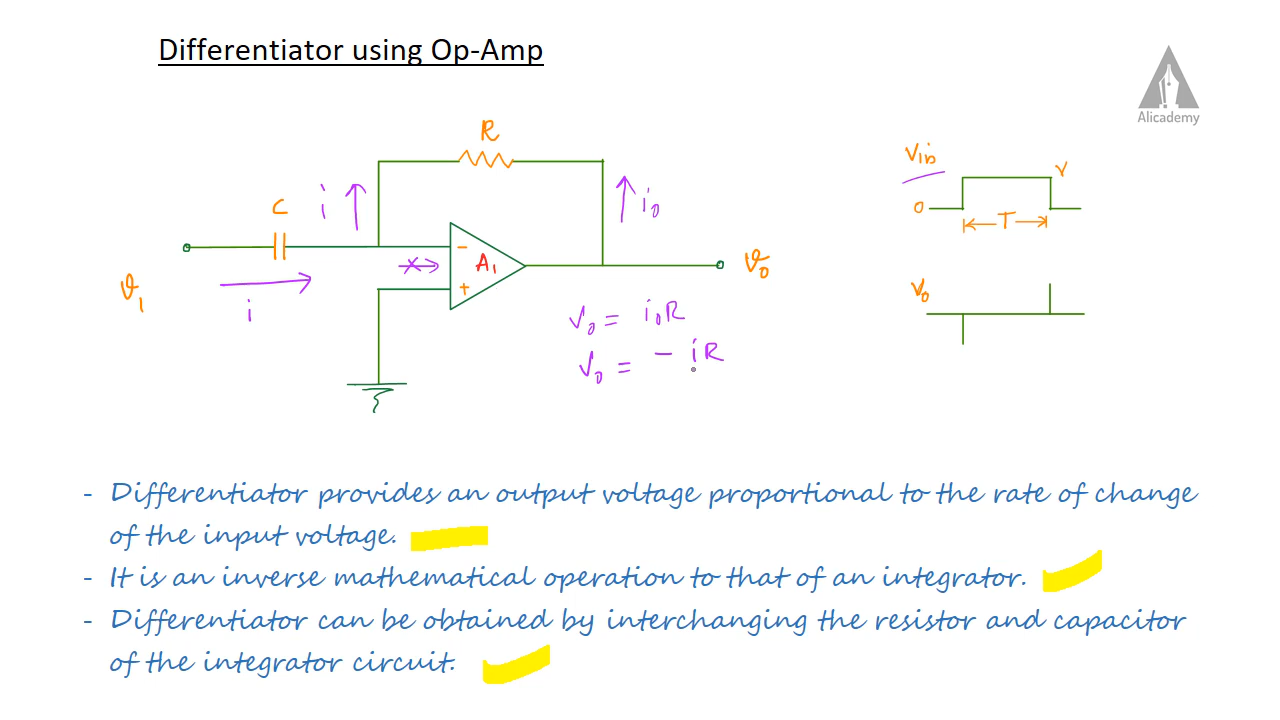 Differentiator using Op-Amp
Alicademy
R
Vin
V
0
T
i
i₀
C
−
A₁
+
v₀
v₁
i
V₀
V₀ = i₀R
V₀ = − iR
- Differentiator provides an output voltage proportional to the rate of change
of the input voltage.
- It is an inverse mathematical operation to that of an integrator.
- Differentiator can be obtained by interchanging the resistor and capacitor
of the integrator circuit.